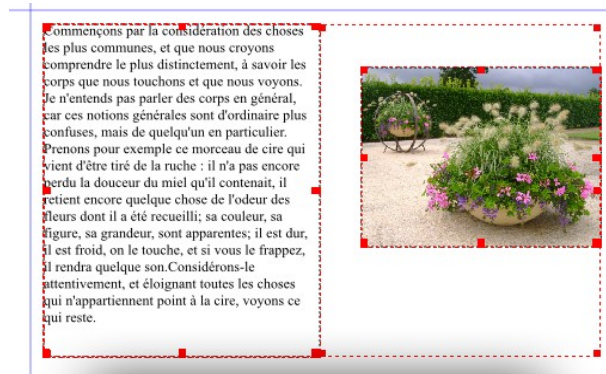 Commençons par la considération des choses
les plus communes, et que nous croyons
comprendre le plus distinctement, à savoir les
corps que nous touchons et que nous voyons.
Je n'entends pas parler des corps en général,
car ces notions générales sont d'ordinaire plus
confuses, mais de quelqu'un en particulier.
Prenons pour exemple ce morceau de cire qui
vient d'être tiré de la ruche : il n'a pas encore
perdu la douceur du miel qu'il contenait, il
retient encore quelque chose de l'odeur des
fleurs dont il a été recueilli; sa couleur, sa
figure, sa grandeur, sont apparentes; il est dur,
il est froid, on le touche, et si vous le frappez,
il rendra quelque son.Considérons-le
attentivement, et éloignant toutes les choses
qui n'appartiennent point à la cire, voyons ce
qui reste.